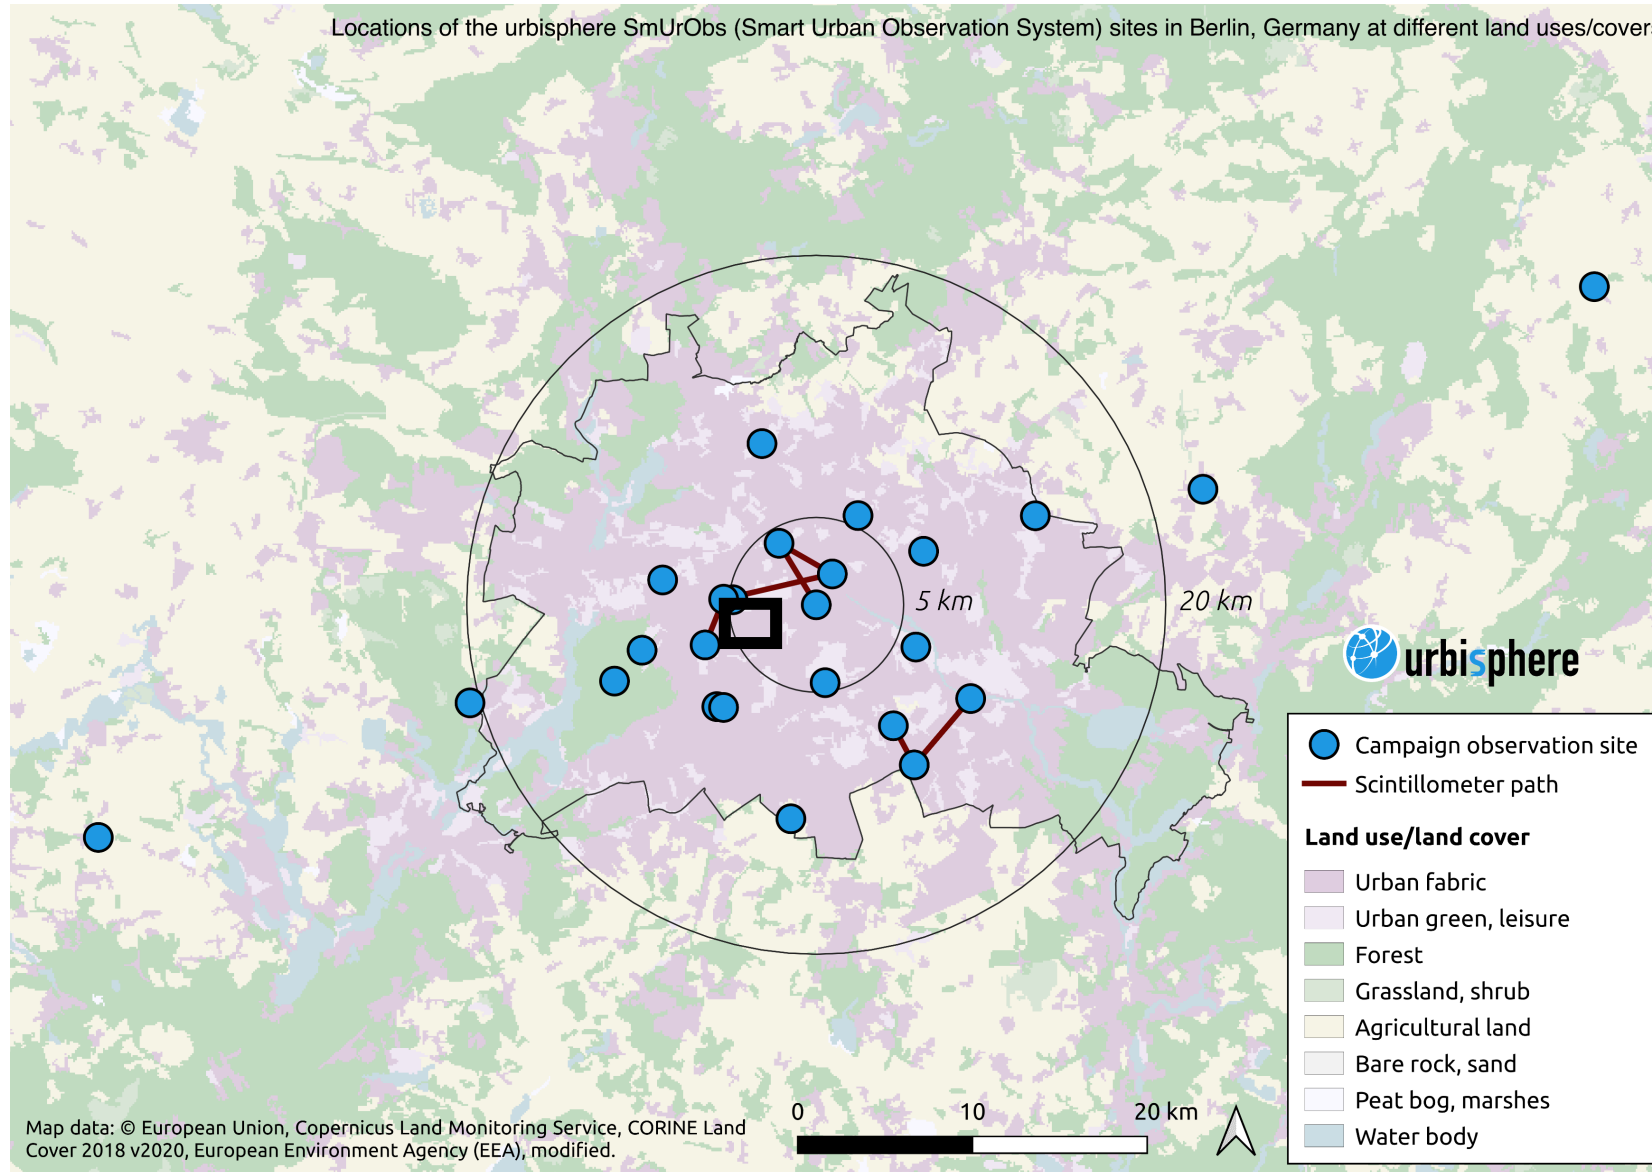 Locations of the urbisphere SmUrObs (Smart Urban Observation System) sites in Berlin, Germany at different land uses/covers
5 km
20 km
urbisphere
Campaign observation site
Scintillometer path
Land use/land cover
Urban fabric
Urban green, leisure
Forest
Grassland, shrub
Agricultural land
Bare rock, sand
Peat bog, marshes
Water body
0 10 20 km
Map data: © European Union, Copernicus Land Monitoring Service, CORINE Land
Cover 2018 v2020, European Environment Agency (EEA), modified.